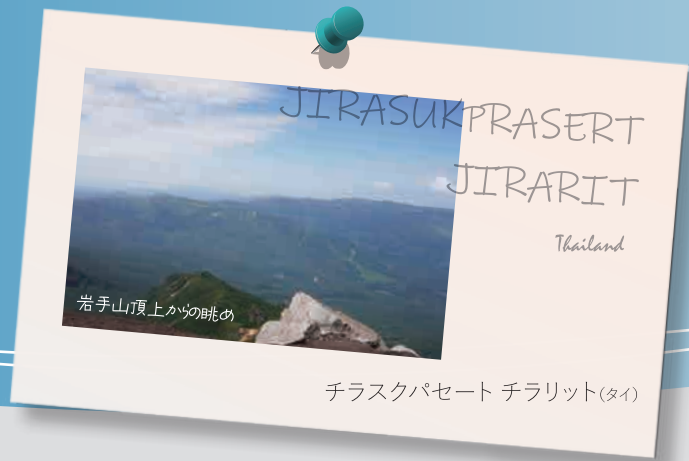 JIRASUKPRASERT
JIRARIT
Thailand
岩手山頂上からの眺め
チラスクパセート チラリット(タイ)